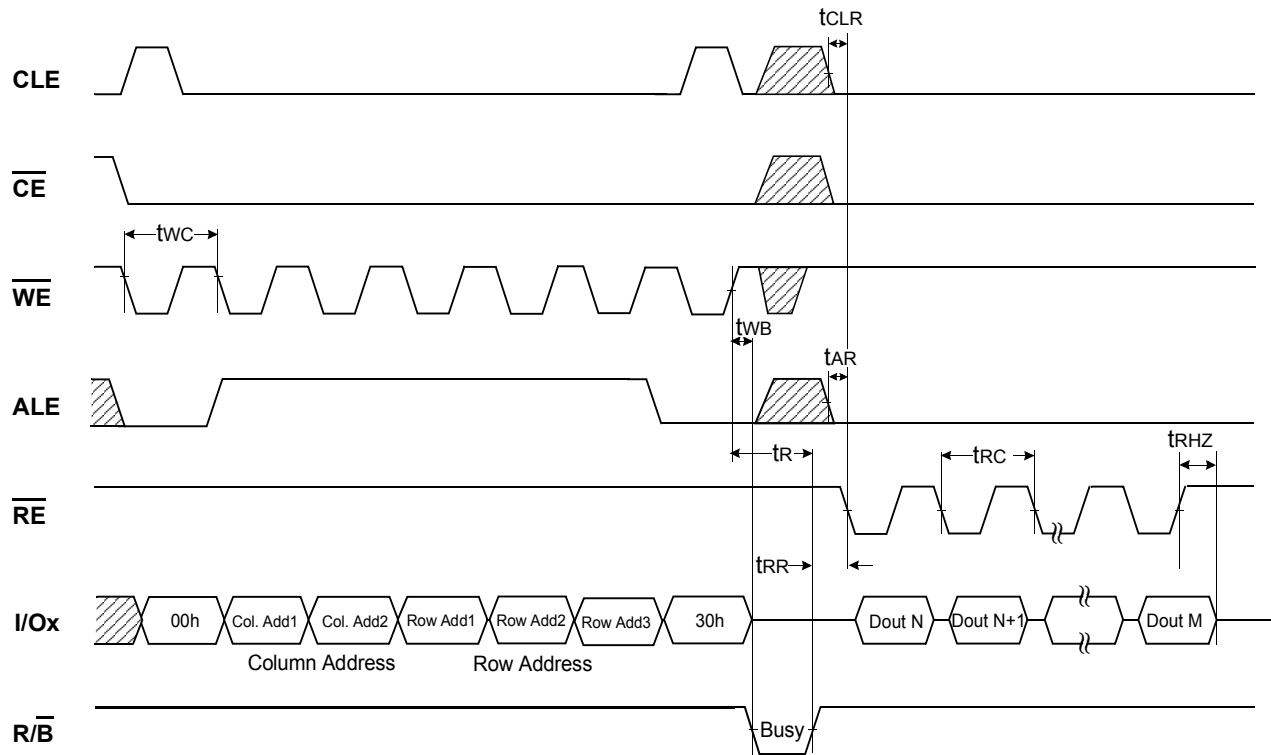 tCLR
CLE
CE
tWC
WE
tWB
tAR
ALE
tR
tRC
tRHZ
RE
tRR
I/Ox
00h
Col. Add1
Col. Add2
Row Add1
Row Add2
Row Add3
30h
Dout N
Dout N+1
Dout M
Column Address
Row Address
R/B
Busy